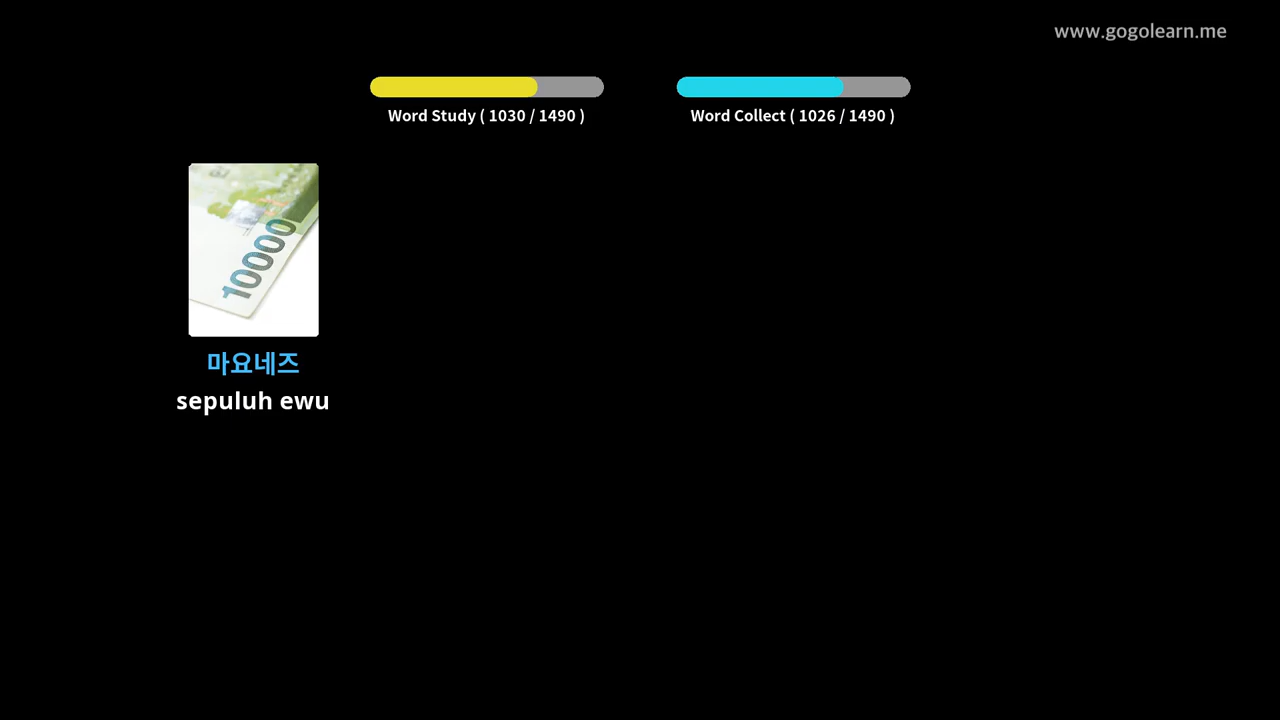 www.gogolearn.me
Word Study ( 1030 / 1490 )
Word Collect ( 1026 / 1490 )
10000
마요네즈
sepuluh ewu